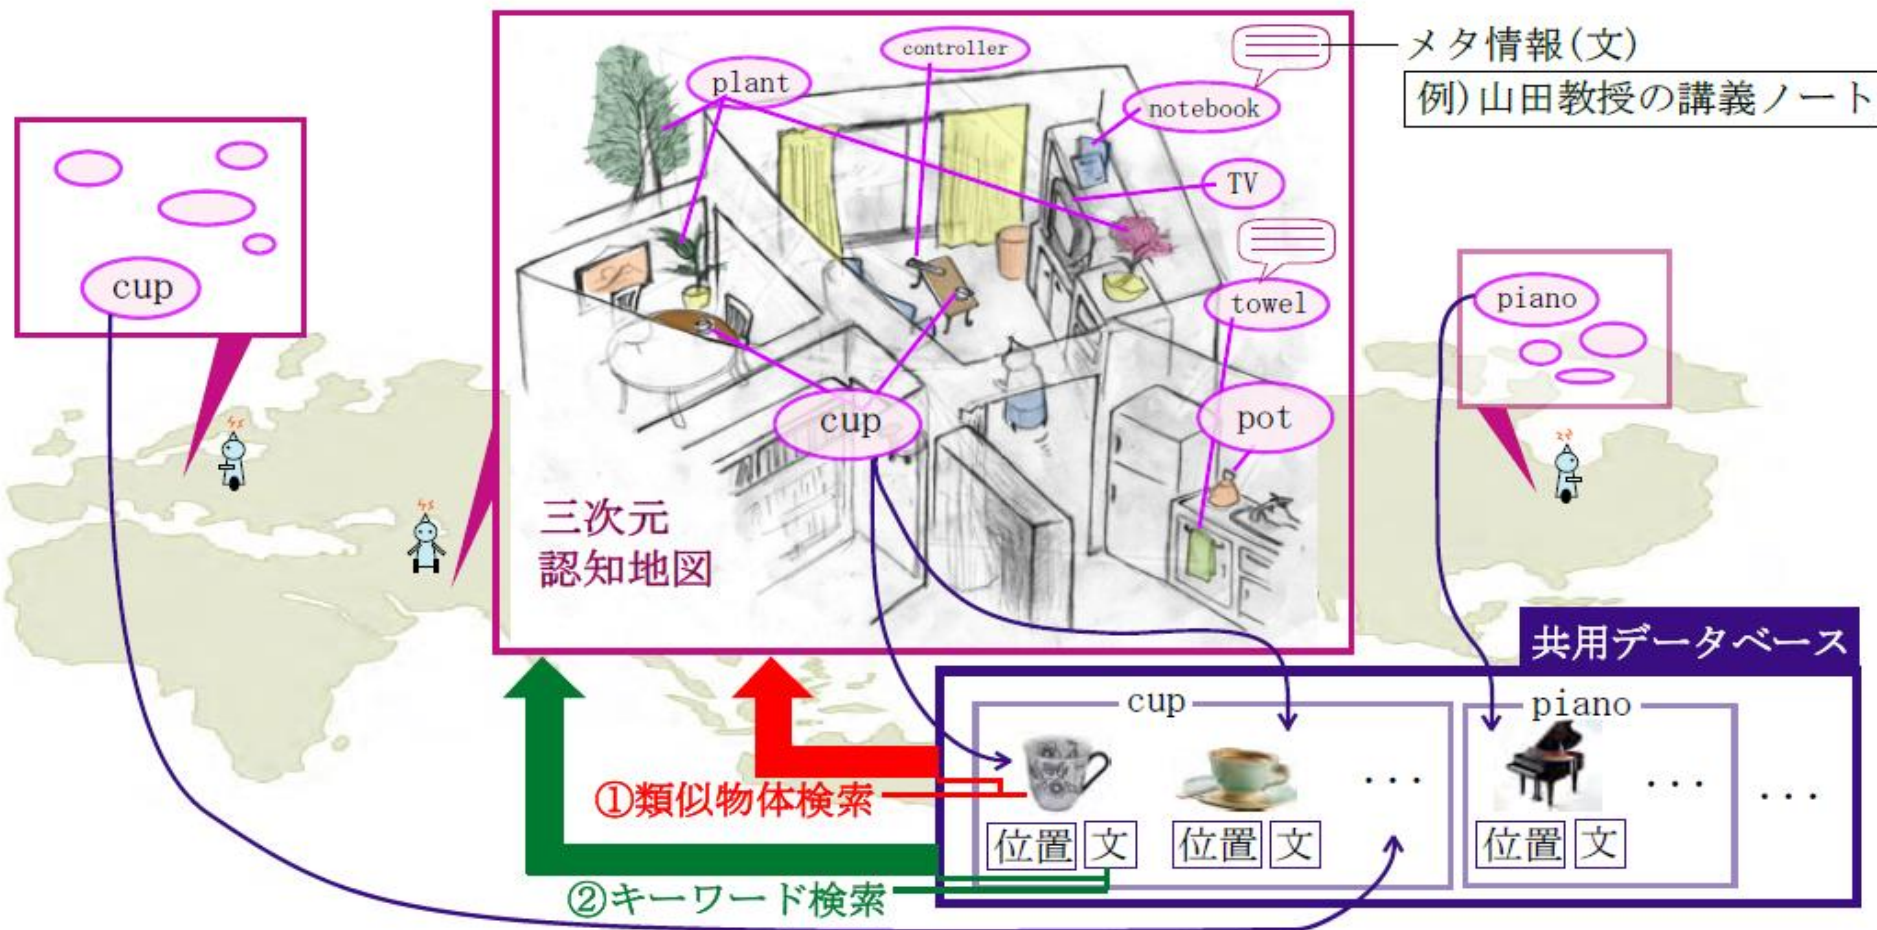 controller
メタ情報(文)
例)山田教授の講義ノート
plant
notebook
TV
cup
towel
piano
cup
pot
三次元
認知地図
共用データベース
cup
piano
①類似物体検索
...
...
...
位置 文
位置 文
位置 文
②キーワード検索